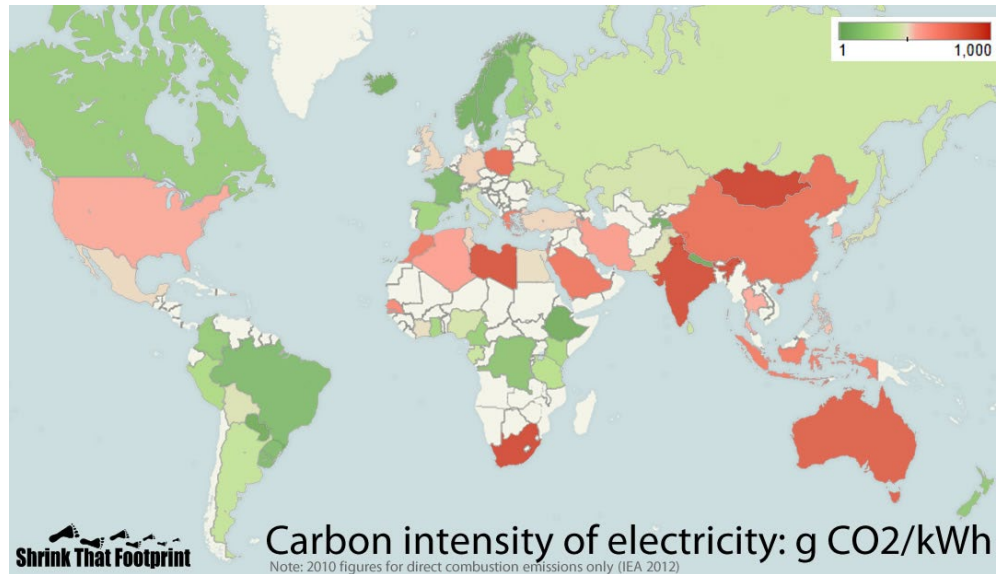 1 1,000
Shrink That Footprint
Carbon intensity of electricity: g CO2/kWh
Note: 2010 figures for direct combustion emissions only (IEA 2012)